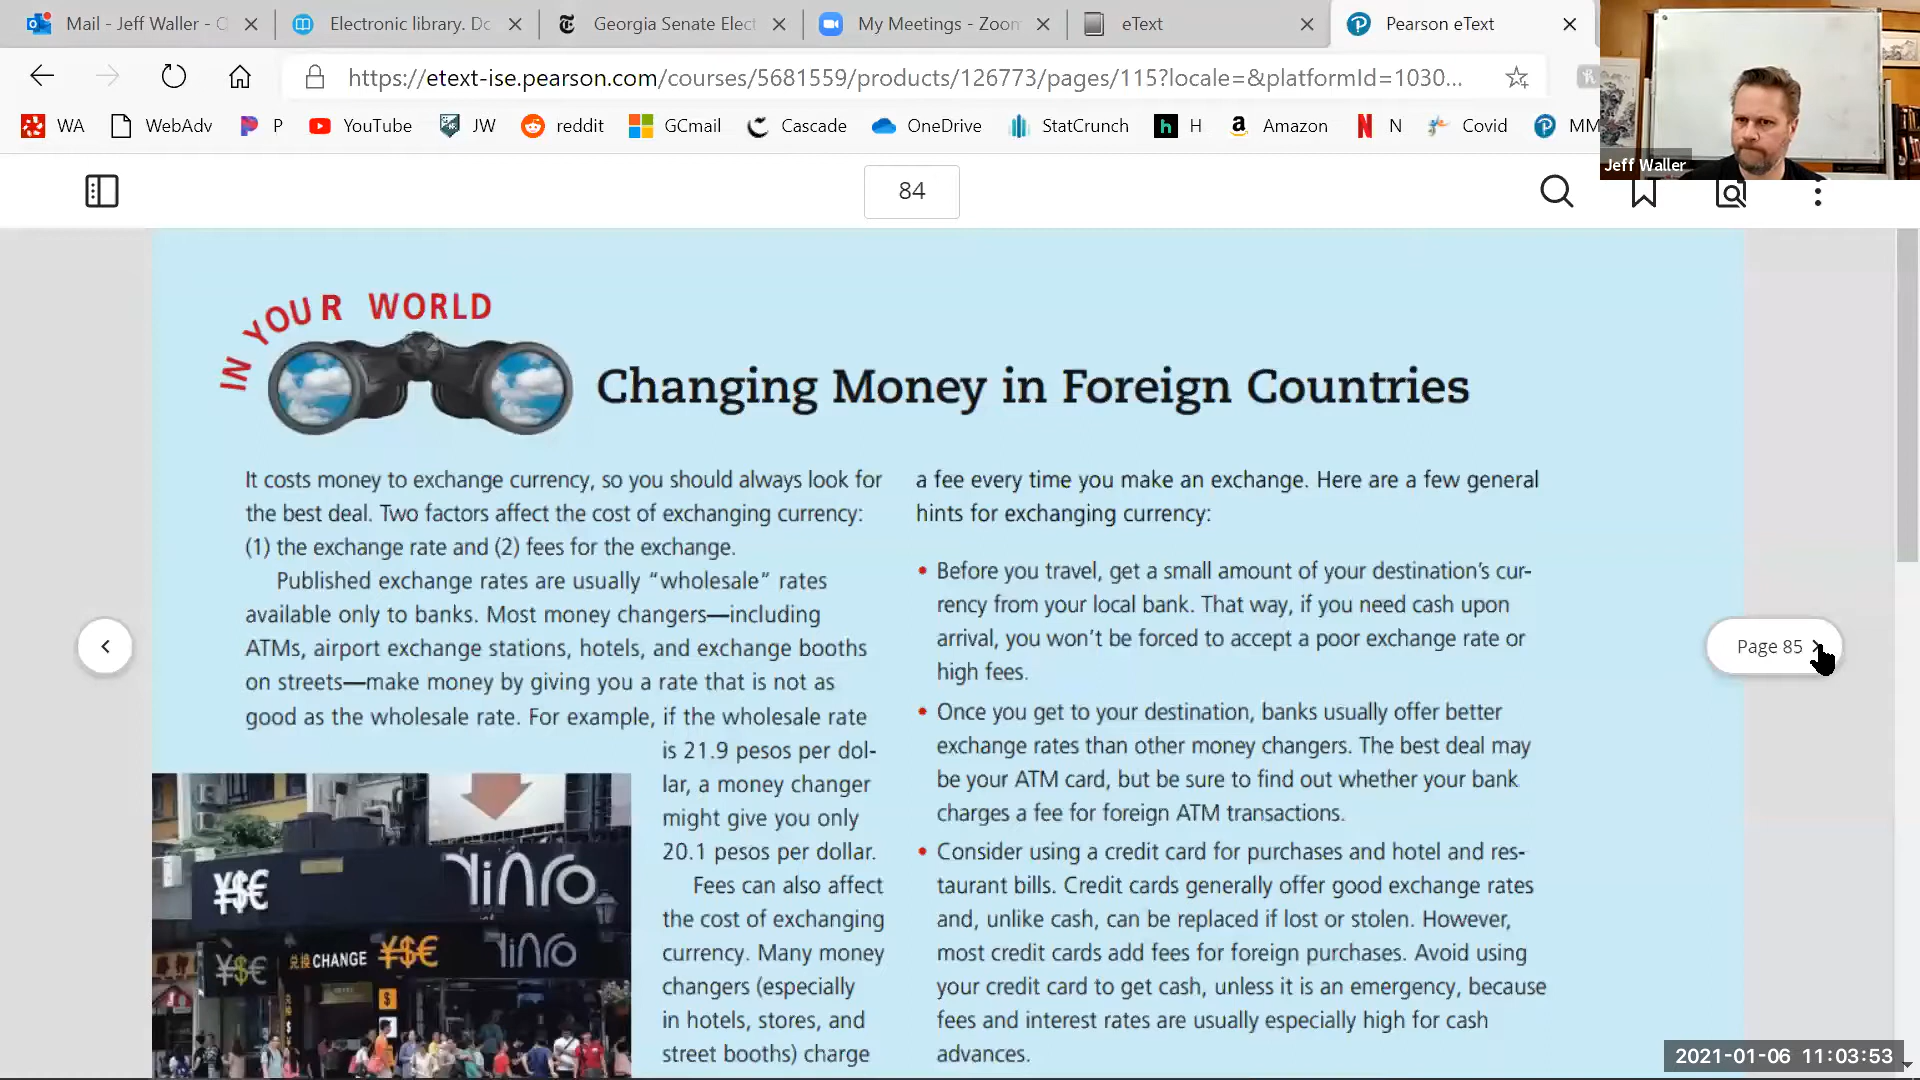 Mail - Jeff Waller - O
Electronic library. Do
Georgia Senate Elect
My Meetings - Zoom
eText
Pearson eText
https://etext-ise.pearson.com/courses/5681559/products/126773/pages/115?locale=&platformId=1030...
WA
WebAdv
P
YouTube
JW
reddit
GCmail
Cascade
OneDrive
StatCrunch
H
Amazon
N
Covid
MM
Jeff Waller
84
IN YOUR WORLD
Changing Money in Foreign Countries
It costs money to exchange currency, so you should always look for
the best deal. Two factors affect the cost of exchanging currency:
(1) the exchange rate and (2) fees for the exchange.
Published exchange rates are usually “wholesale” rates
available only to banks. Most money changers—including
ATMs, airport exchange stations, hotels, and exchange booths
on streets—make money by giving you a rate that is not as
good as the wholesale rate. For example, if the wholesale rate
is 21.9 pesos per dol-
lar, a money changer
might give you only
20.1 pesos per dollar.
Fees can also affect
the cost of exchanging
currency. Many money
changers (especially
in hotels, stores, and
street booths) charge
¥$€
¥$€
兑换 CHANGE ¥$€
$
a fee every time you make an exchange. Here are a few general
hints for exchanging currency:
• Before you travel, get a small amount of your destination’s cur-
rency from your local bank. That way, if you need cash upon
arrival, you won’t be forced to accept a poor exchange rate or
high fees.
• Once you get to your destination, banks usually offer better
exchange rates than other money changers. The best deal may
be your ATM card, but be sure to find out whether your bank
charges a fee for foreign ATM transactions.
• Consider using a credit card for purchases and hotel and res-
taurant bills. Credit cards generally offer good exchange rates
and, unlike cash, can be replaced if lost or stolen. However,
most credit cards add fees for foreign purchases. Avoid using
your credit card to get cash, unless it is an emergency, because
fees and interest rates are usually especially high for cash
advances.
Page 85
2021-01-06 11:03:53